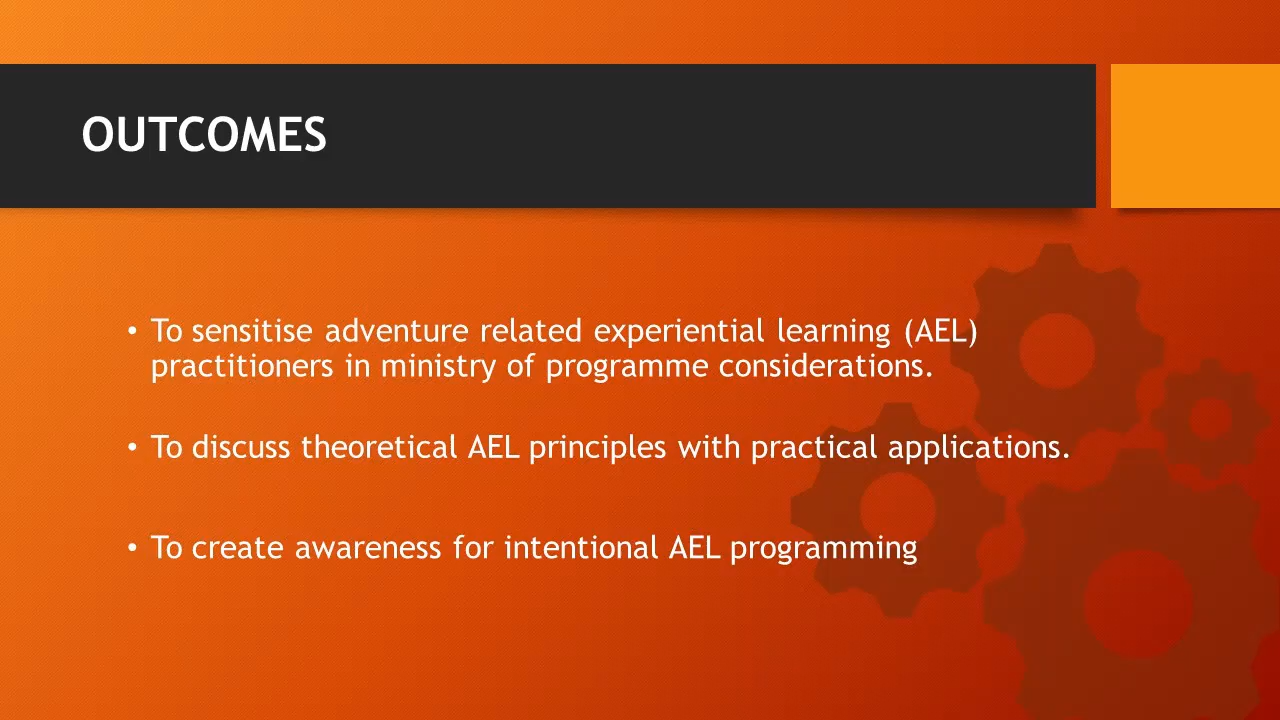 OUTCOMES
• To sensitise adventure related experiential learning (AEL)
practitioners in ministry of programme considerations.
• To discuss theoretical AEL principles with practical applications.
• To create awareness for intentional AEL programming